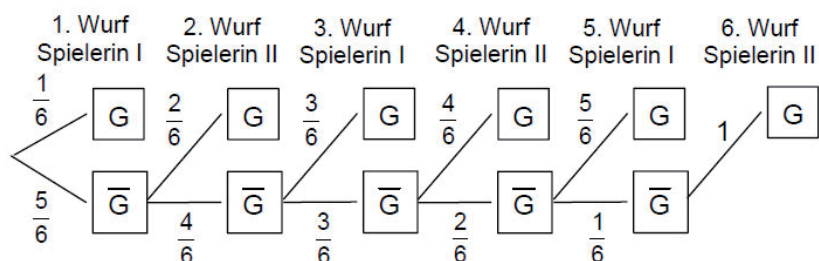 1. Wurf 2. Wurf 3. Wurf 4. Wurf 5. Wurf 6. Wurf
Spielerin I Spielerin II Spielerin I Spielerin II Spielerin I Spielerin II
1/6 G 2/6 G 3/6 G 4/6 G 5/6 G 1 G
5/6 G̅ 4/6 G̅ 3/6 G̅ 2/6 G̅ 1/6 G̅